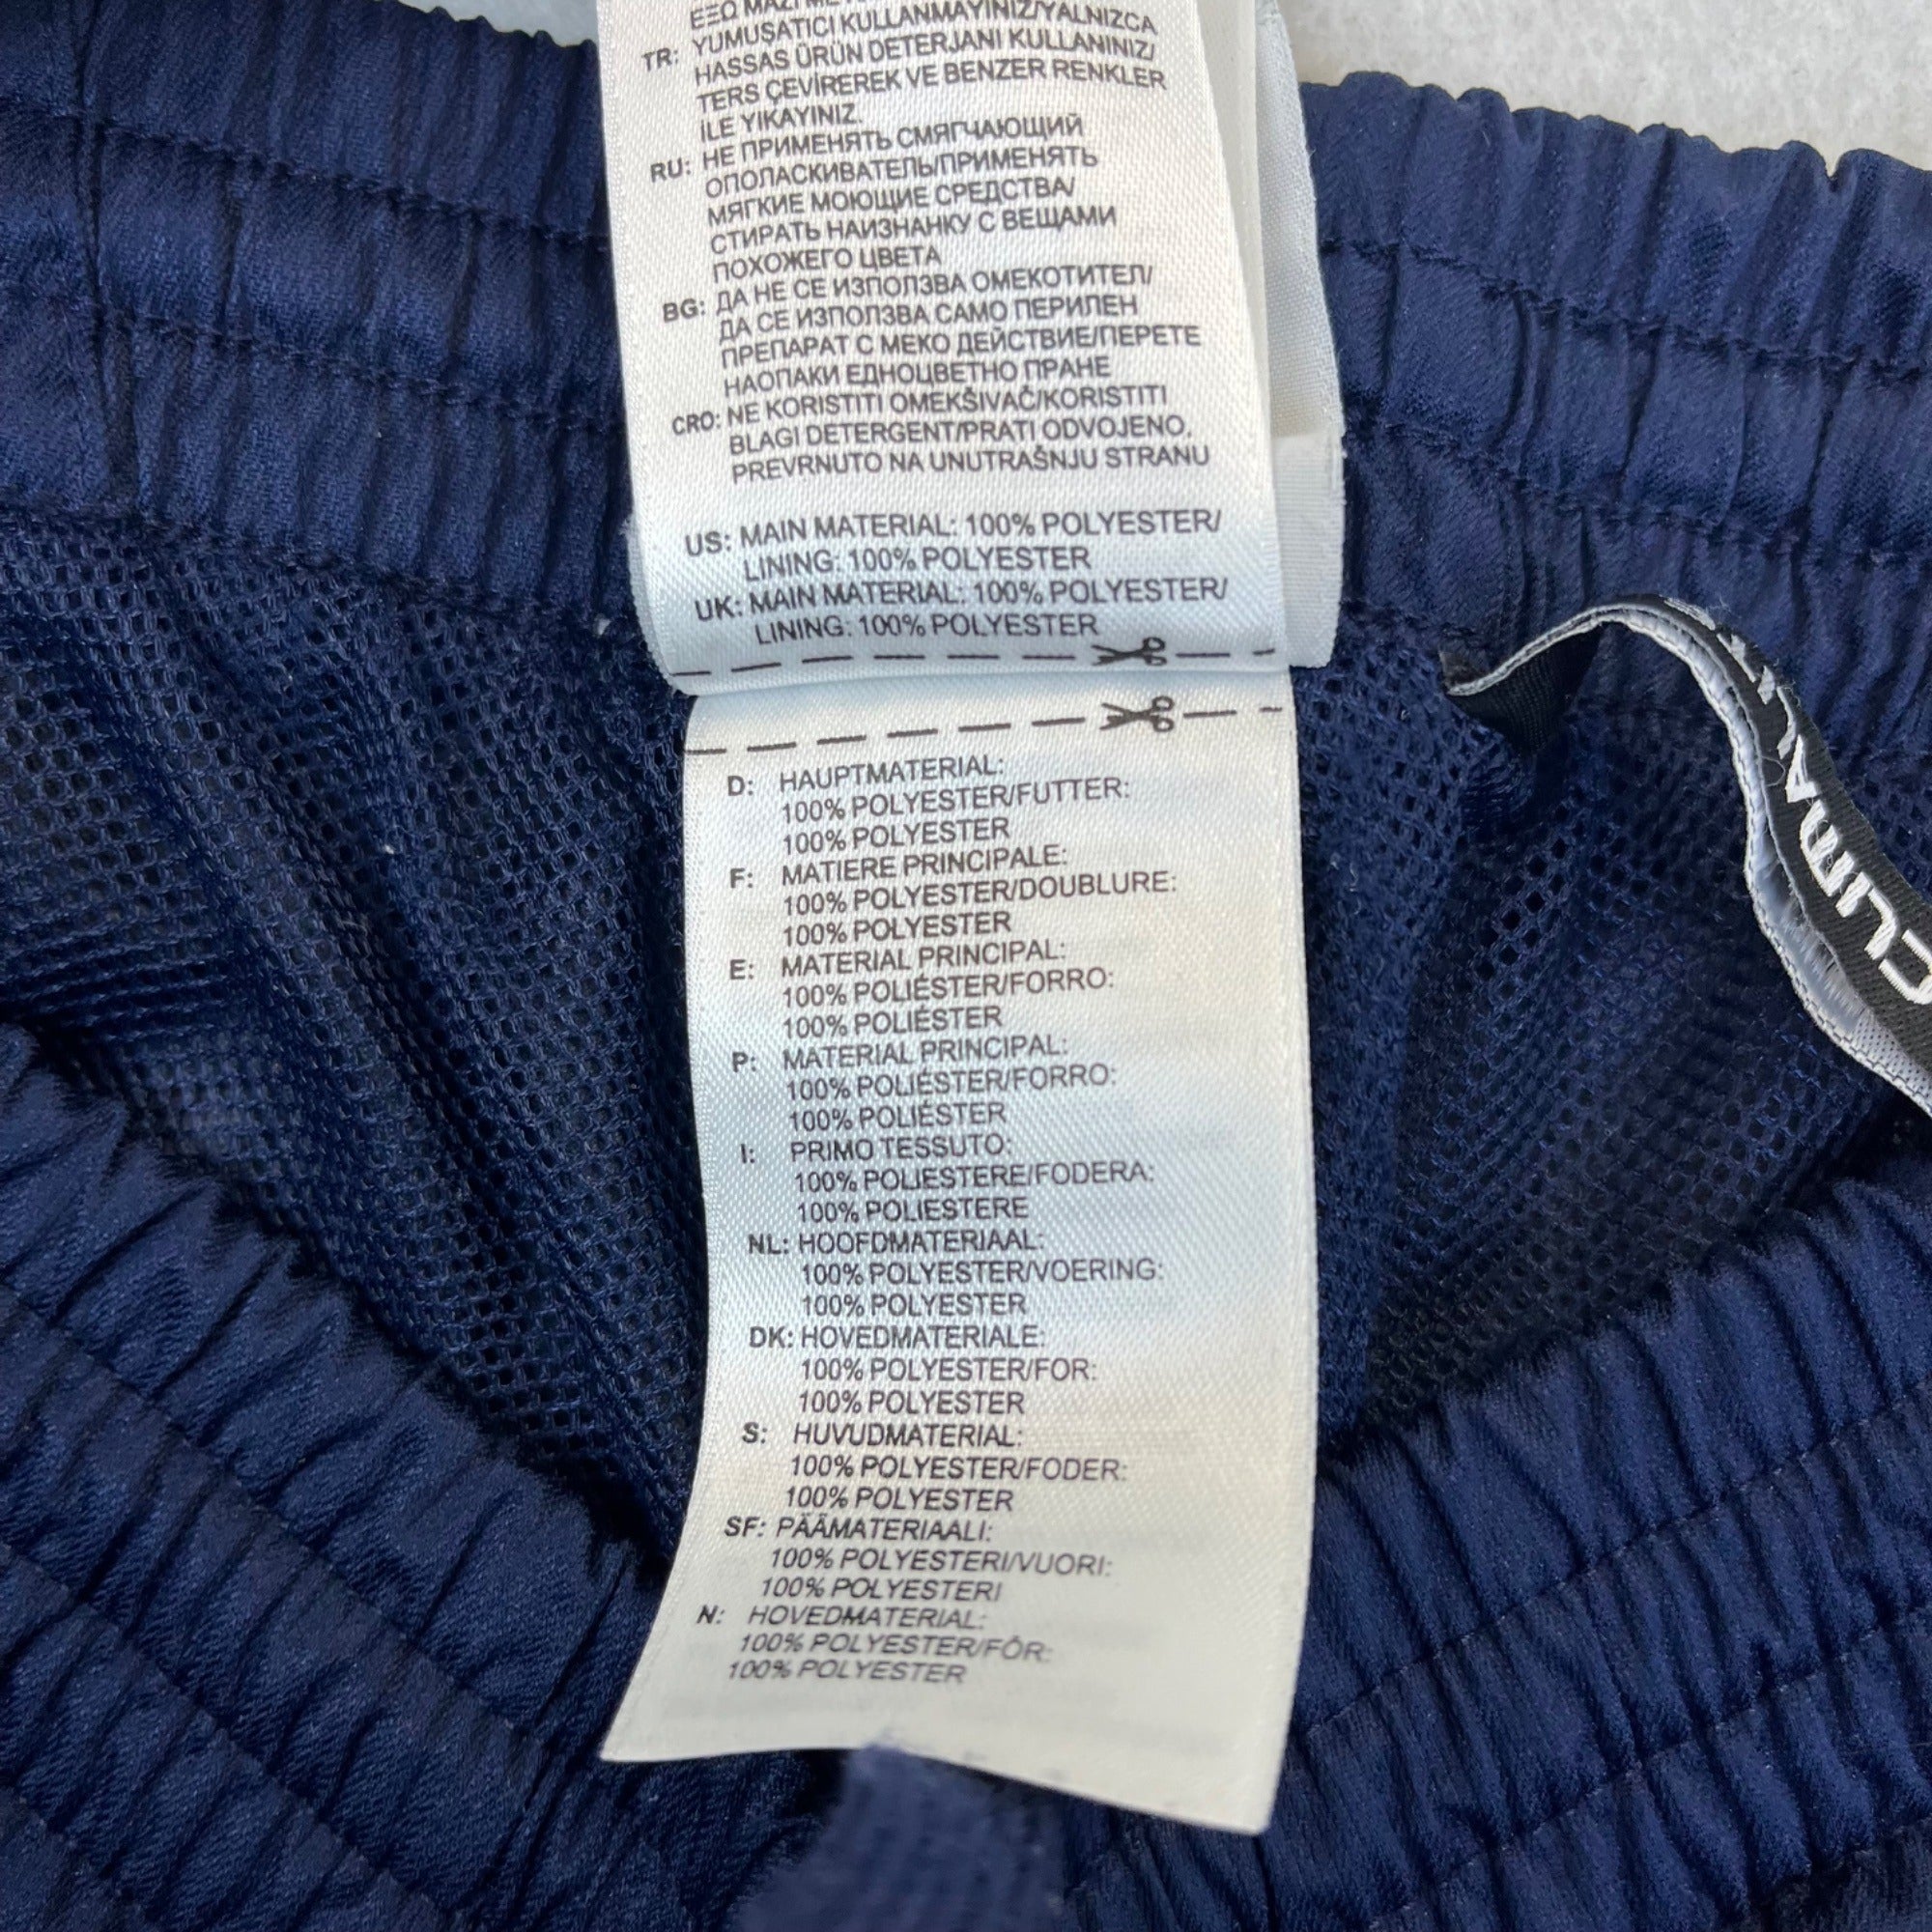 ΕΞΩ
TR: YUMUŞATICI KULLANMAYINIZ/YALNIZCA
HASSAS ÜRÜN DETERJANI KULLANINIZ/
TERS ÇEVİREREK VE BENZER RENKLER
İLE YIKAYINIZ.
RU: НЕ ПРИМЕНЯТЬ СМЯГЧАЮЩИЙ
ОПОЛАСКИВАТЕЛЬ/ПРИМЕНЯТЬ
МЯГКИЕ МОЮЩИЕ СРЕДСТВА/
СТИРАТЬ НАИЗНАНКУ С ВЕЩАМИ
ПОХОЖЕГО ЦВЕТА
BG: ДА НЕ СЕ ИЗПОЛЗВА ОМЕКОТИТЕЛ/
ДА СЕ ИЗПОЛЗВА САМО ПЕРИЛЕН
ПРЕПАРАТ С МЕКО ДЕЙСТВИЕ/ПЕРЕТЕ
НАОПАКИ ЕДНОЦВЕТНО ПРАНЕ
CRO: NE KORISTITI OMEKŠIVAČ/KORISTITI
BLAGI DETERGENT/PRATI ODVOJENO.
PREVRNUTO NA UNUTRAŠNJU STRANU
US: MAIN MATERIAL: 100% POLYESTER/
LINING: 100% POLYESTER
UK: MAIN MATERIAL: 100% POLYESTER/
LINING: 100% POLYESTER
D: HAUPTMATERIAL:
100% POLYESTER/FUTTER:
100% POLYESTER
F: MATIERE PRINCIPALE:
100% POLYESTER/DOUBLURE:
100% POLYESTER
E: MATERIAL PRINCIPAL:
100% POLIÉSTER/FORRO:
100% POLIÉSTER
P: MATERIAL PRINCIPAL:
100% POLIÉSTER/FORRO:
100% POLIÉSTER
I: PRIMO TESSUTO:
100% POLIESTERE/FODERA:
100% POLIESTERE
NL: HOOFDMATERIAAL:
100% POLYESTER/VOERING:
100% POLYESTER
DK: HOVEDMATERIALE:
100% POLYESTER/FOR:
100% POLYESTER
S: HUVUDMATERIAL:
100% POLYESTER/FODER:
100% POLYESTER
SF: PÄÄMATERIAALI:
100% POLYESTERI/VUORI:
100% POLYESTERI
N: HOVEDMATERIAL:
100% POLYESTER/FÔR:
100% POLYESTER
CLIMALITE